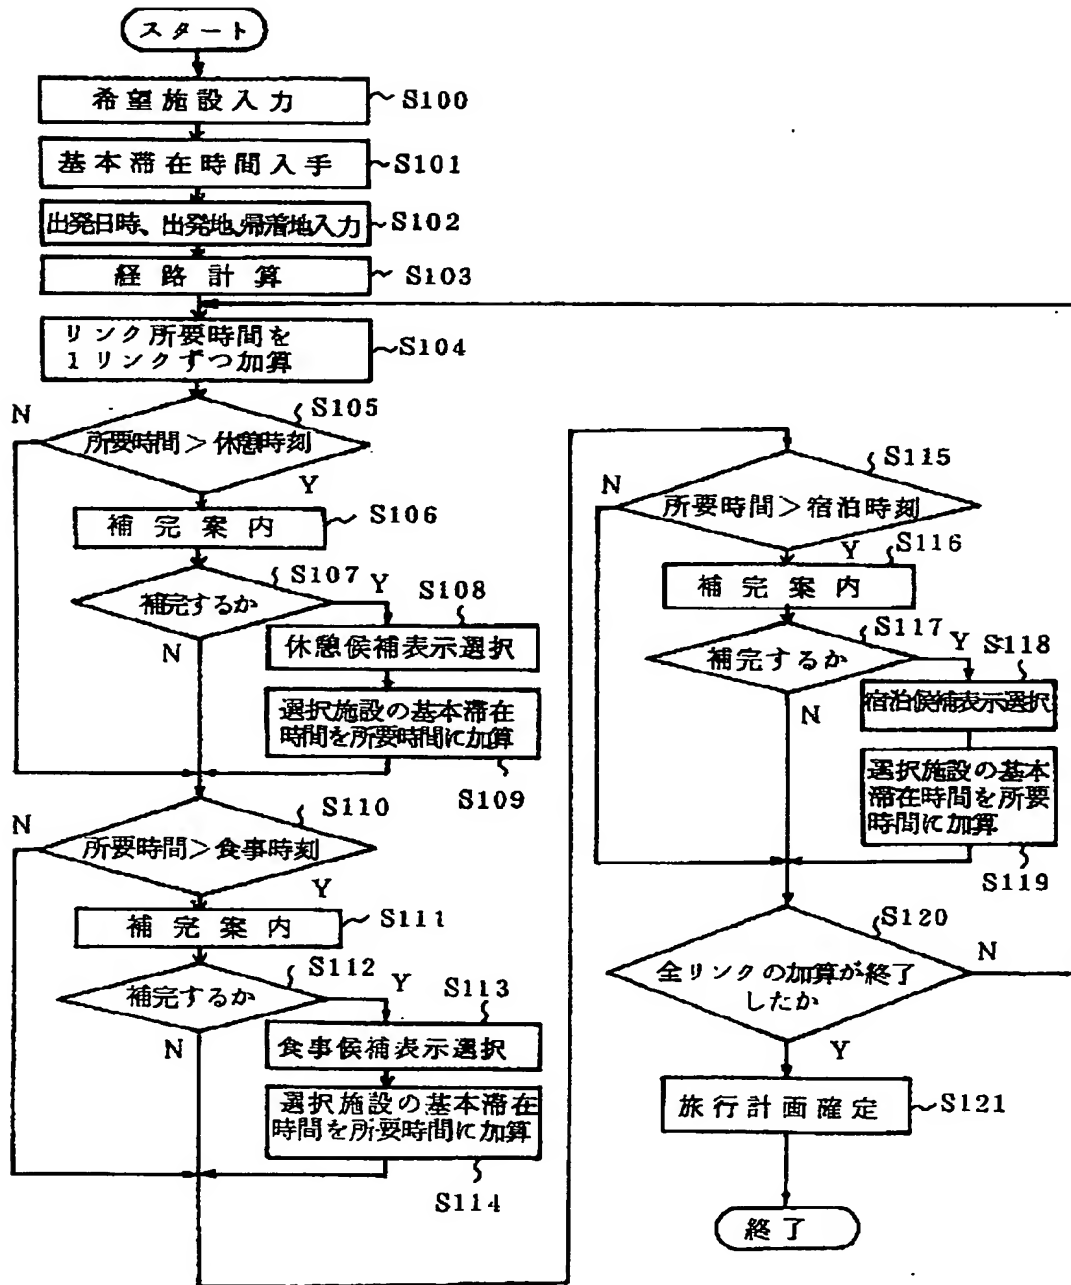 スタート
希望施設入力
S100
基本滞在時間入手
S101
出発日時、出発地、帰着地入力
S102
経路計算
S103
リンク所要時間を
1リンクずつ加算
S104
N
S105
所要時間>休憩時刻
Y
補完案内
S106
S107
補完するか
Y
N
S108
休憩候補表示選択
選択施設の基本滞在
時間を所要時間に加算
S109
S110
N
所要時間>食事時刻
Y
補完案内
S111
S112
補完するか
Y
N
S113
食事候補表示選択
選択施設の基本滞在
時間を所要時間に加算
S114
S115
N
所要時間>宿泊時刻
Y
S116
補完案内
S117
補完するか
Y
N
S118
宿泊候補表示選択
選択施設の基本
滞在時間を所要
時間に加算
S119
S120
全リンクの加算が終了
したか
N
Y
旅行計画確定
S121
終了